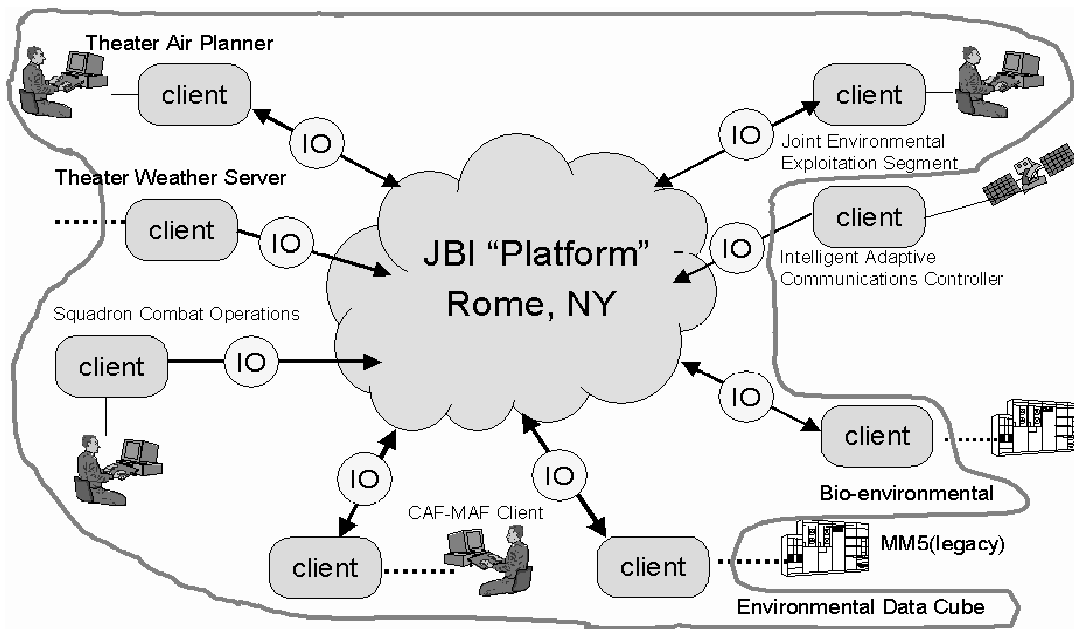 Theater Air Planner
client
IO
client
IO
Joint Environmental
Exploitation Segment
Theater Weather Server
client
IO
JBI “Platform”
Rome, NY
IO
client
Intelligent Adaptive
Communications Controller
Squadron Combat Operations
client
IO
IO
client
Bio-environmental
IO
CAF-MAF Client
client
IO
client
MM5(legacy)
Environmental Data Cube